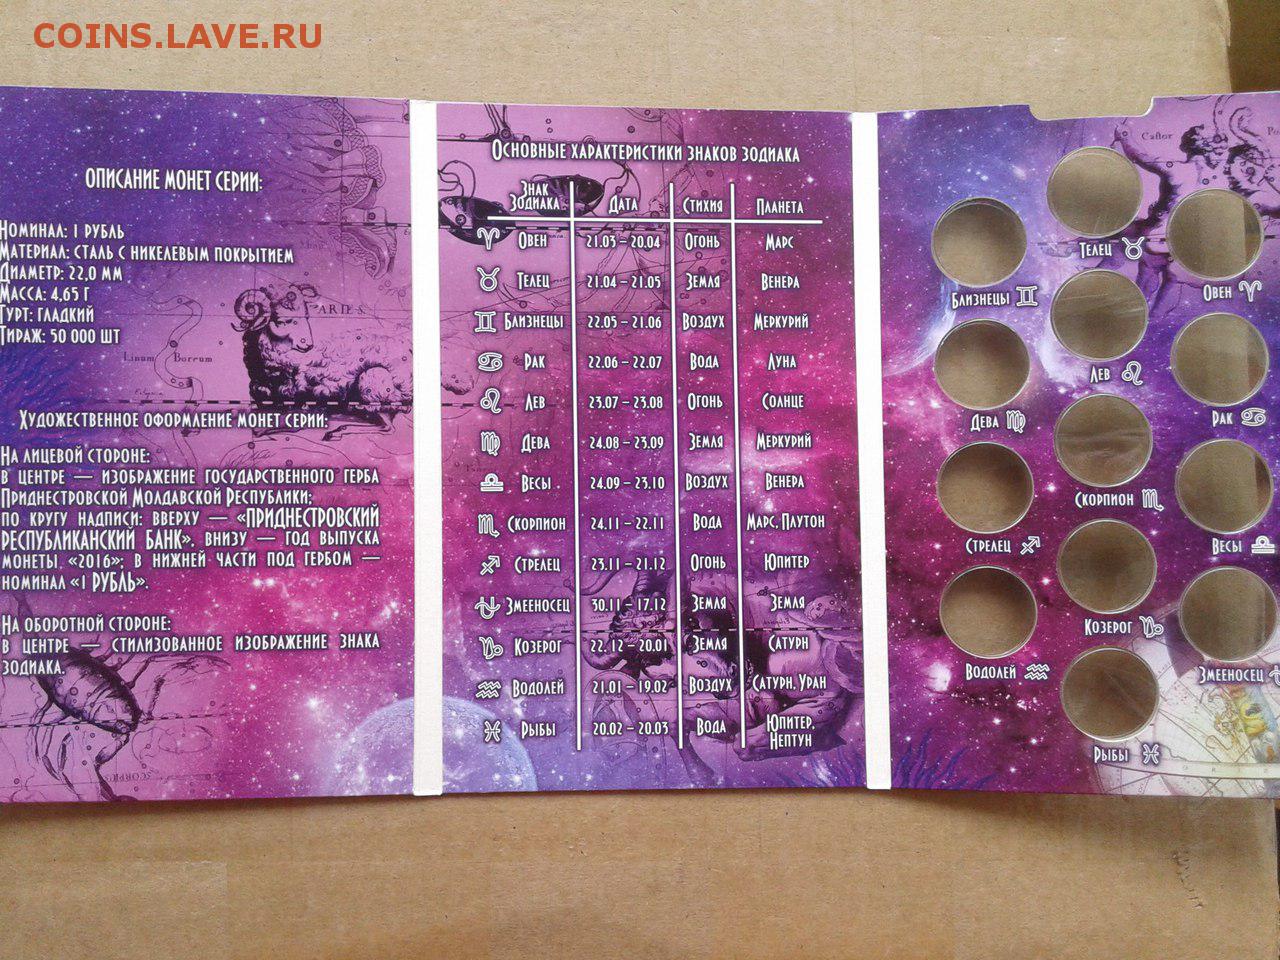 COINS.LAVE.RU
ОПИСАНИЕ МОНЕТ СЕРИИ:
НОМИНАЛ: 1 РУБЛЬ
МАТЕРИАЛ: СТАЛЬ С НИКЕЛЕВЫМ ПОКРЫТИЕМ
ДИАМЕТР: 22,0 ММ
МАССА: 4,65 Г
ГУРТ: ГЛАДКИЙ
ТИРАЖ: 50 000 ШТ
ARIES.
Linum Boreum
ХУДОЖЕСТВЕННОЕ ОФОРМЛЕНИЕ МОНЕТ СЕРИИ:
НА ЛИЦЕВОЙ СТОРОНЕ:
В ЦЕНТРЕ — ИЗОБРАЖЕНИЕ ГОСУДАРСТВЕННОГО ГЕРБА
ПРИДНЕСТРОВСКОЙ МОЛДАВСКОЙ РЕСПУБЛИКИ;
ПО КРУГУ НАДПИСИ: ВВЕРХУ — «ПРИДНЕСТРОВСКИЙ
РЕСПУБЛИКАНСКИЙ БАНК», ВНИЗУ — ГОД ВЫПУСКА
МОНЕТЫ «2016»; В НИЖНЕЙ ЧАСТИ ПОД ГЕРБОМ —
НОМИНАЛ «1 РУБЛЬ».
НА ОБОРОТНОЙ СТОРОНЕ:
В ЦЕНТРЕ — СТИЛИЗОВАННОЕ ИЗОБРАЖЕНИЕ ЗНАКА
ЗОДИАКА.
ОСНОВНЫЕ ХАРАКТЕРИСТИКИ ЗНАКОВ ЗОДИАКА
ЗНАК ЗОДИАКА ДАТА СТИХИЯ ПЛАНЕТА
♈ ОВЕН 21.03 – 20.04 ОГОНЬ МАРС
♉ ТЕЛЕЦ 21.04 – 21.05 ЗЕМЛЯ ВЕНЕРА
♊ БЛИЗНЕЦЫ 22.05 – 21.06 ВОЗДУХ МЕРКУРИЙ
♋ РАК 22.06 – 22.07 ВОДА ЛУНА
♌ ЛЕВ 23.07 – 23.08 ОГОНЬ СОЛНЦЕ
♍ ДЕВА 24.08 – 23.09 ЗЕМЛЯ МЕРКУРИЙ
♎ ВЕСЫ 24.09 – 23.10 ВОЗДУХ ВЕНЕРА
♏ СКОРПИОН 24.11 – 22.11 ВОДА МАРС, ПЛУТОН
♐ СТРЕЛЕЦ 23.11 – 21.12 ОГОНЬ ЮПИТЕР
⛎ ЗМЕЕНОСЕЦ 30.11 – 17.12 ЗЕМЛЯ ЗЕМЛЯ
♑ КОЗЕРОГ 22.12 – 20.01 ЗЕМЛЯ САТУРН
♒ ВОДОЛЕЙ 21.01 – 19.02 ВОЗДУХ САТУРН, УРАН
♓ РЫБЫ 20.02 – 20.03 ВОДА ЮПИТЕР, НЕПТУН
Castor
ТЕЛЕЦ ♉
БЛИЗНЕЦЫ ♊
ОВЕН ♈
ЛЕВ ♌
ДЕВА ♍
РАК ♋
СКОРПИОН ♏
СТРЕЛЕЦ ♐
ВЕСЫ ♎
КОЗЕРОГ ♑
ВОДОЛЕЙ ♒
ЗМЕЕНОСЕЦ
РЫБЫ ♓